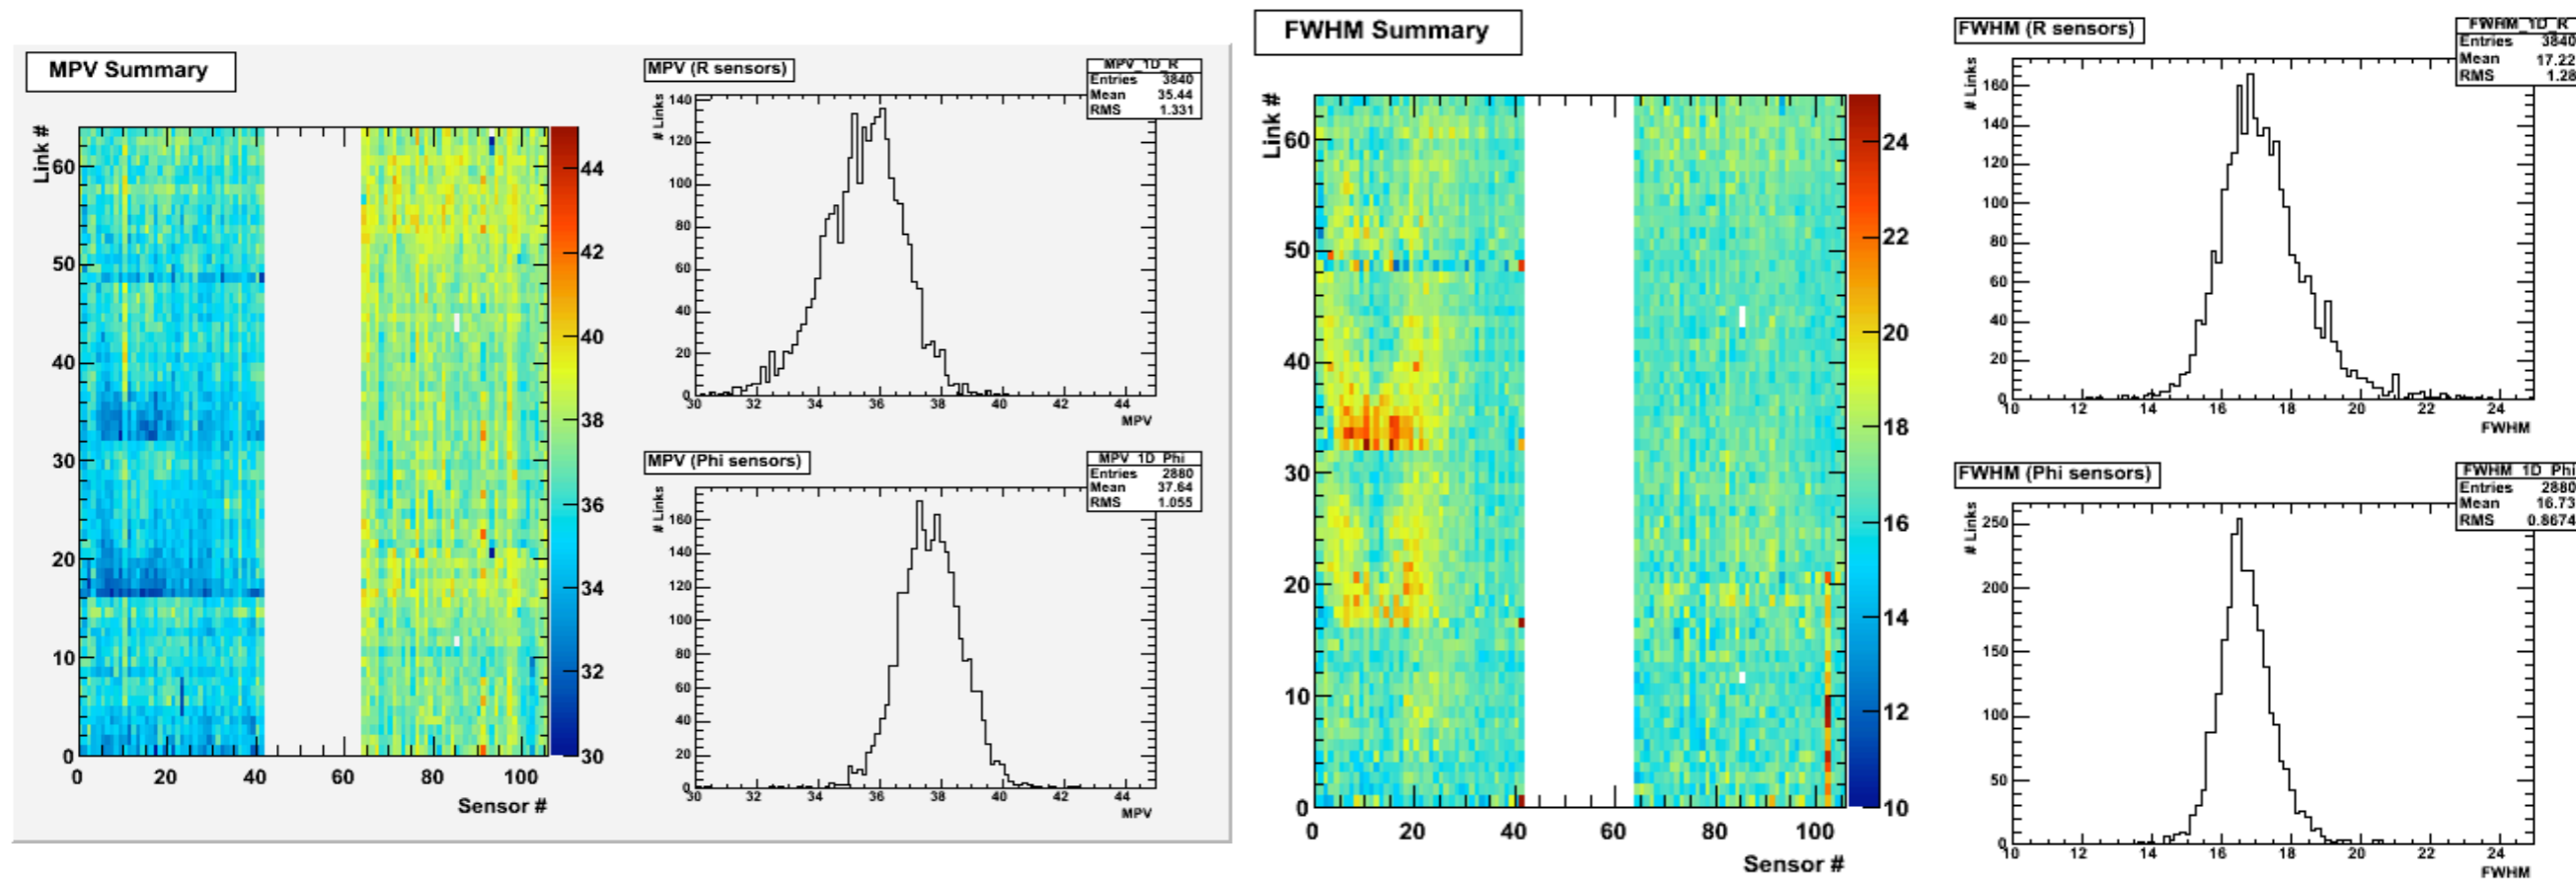 MPV Summary
Link #
60
50
40
30
20
10
0
0 20 40 60 80 100
Sensor #
44
42
40
38
36
34
32
30
MPV (R sensors)
MPV_1D_R
Entries 3840
Mean 35.44
RMS 1.331
# Links
140
120
100
80
60
40
20
0
30 32 34 36 38 40 42 44
MPV
MPV (Phi sensors)
MPV_1D_Phi
Entries 2880
Mean 37.64
RMS 1.055
# Links
160
140
120
100
80
60
40
20
0
30 32 34 36 38 40 42 44
MPV
FWHM Summary
Link #
60
50
40
30
20
10
0
0 20 40 60 80 100
Sensor #
24
22
20
18
16
14
12
10
FWHM (R sensors)
FWHM_1D_R
Entries 3840
Mean 17.22
RMS 1.28
# Links
160
140
120
100
80
60
40
20
0
10 12 14 16 18 20 22 24
FWHM
FWHM (Phi sensors)
FWHM_1D_Phi
Entries 2880
Mean 16.73
RMS 0.8674
# Links
250
200
150
100
50
0
10 12 14 16 18 20 22 24
FWHM